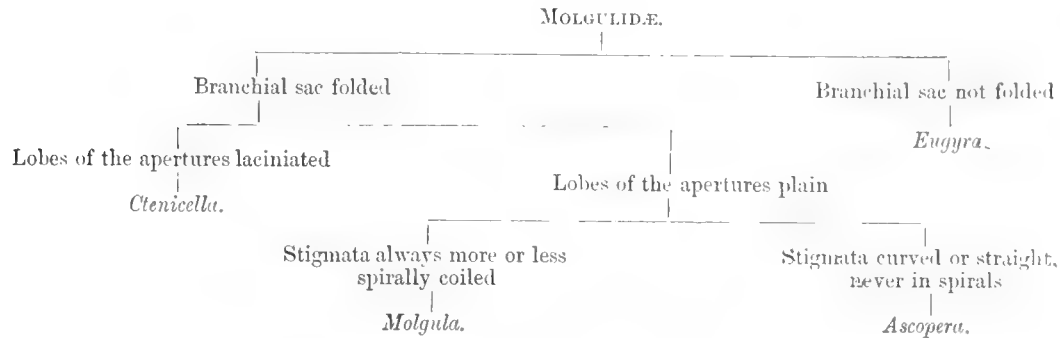 MOLGULIDÆ.
Branchial sac folded
Branchial sac not folded
Eugyra.
Lobes of the apertures laciniated
Ctenicella.
Lobes of the apertures plain
Stigmata always more or less
spirally coiled
Molgula.
Stigmata curved or straight,
never in spirals
Ascopera.